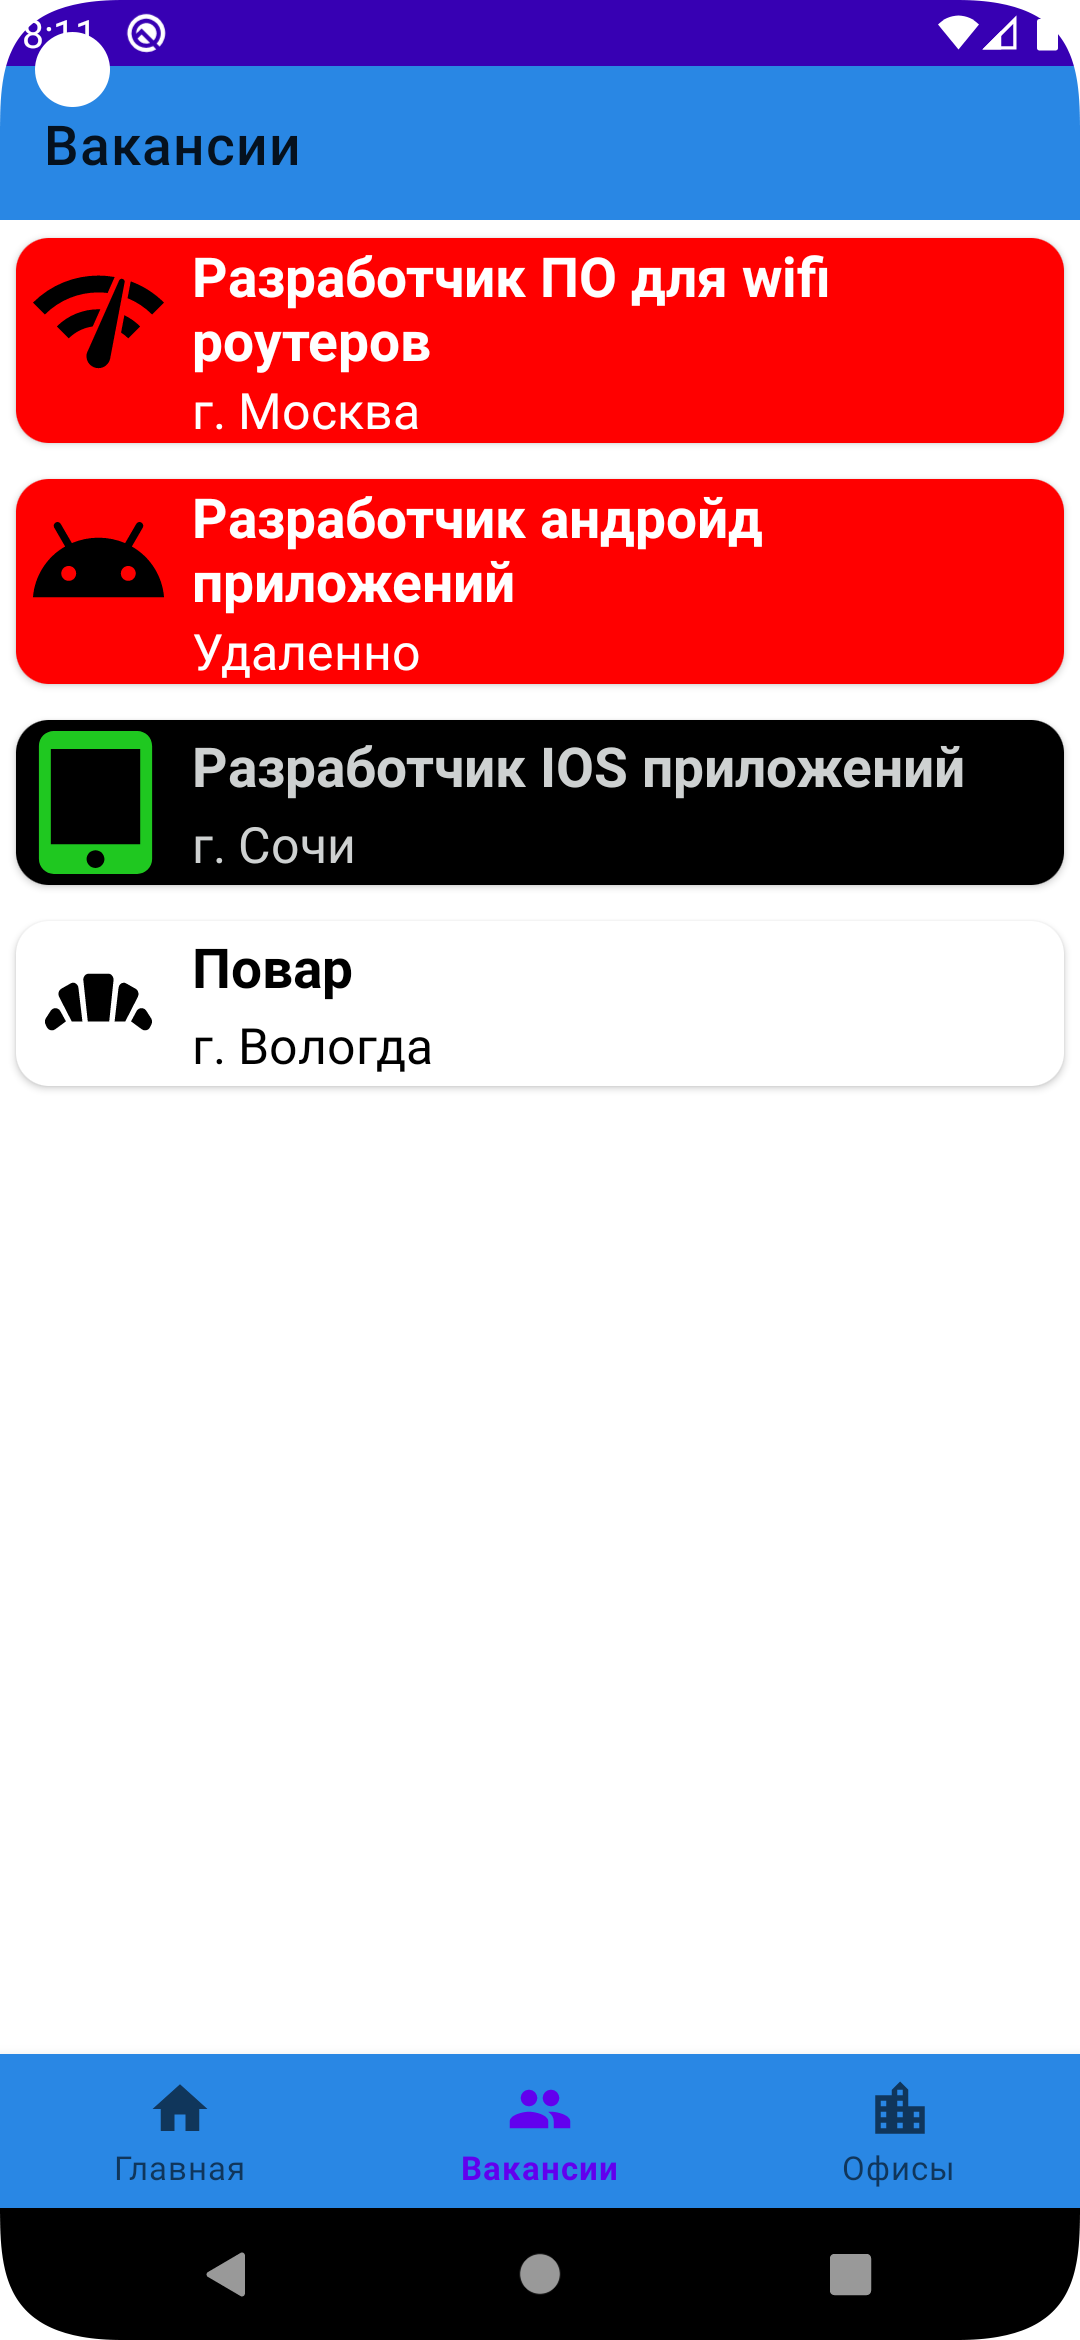 8:11
Вакансии
Разработчик ПО для wifi
роутеров
г. Москва
Разработчик андройд
приложений
Удаленно
Разработчик IOS приложений
г. Сочи
Повар
г. Вологда
Главная
Вакансии
Офисы